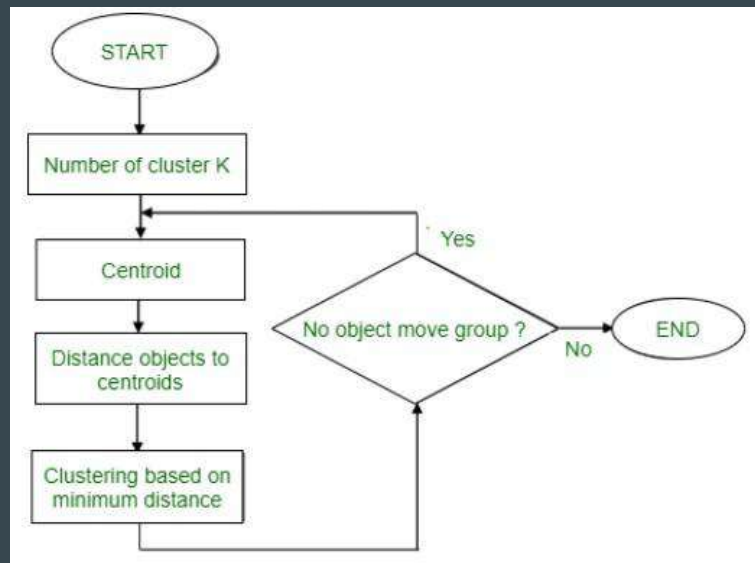 START
Number of cluster K
Centroid
Distance objects to
centroids
Clustering based on
minimum distance
No object move group ?
Yes
No
END